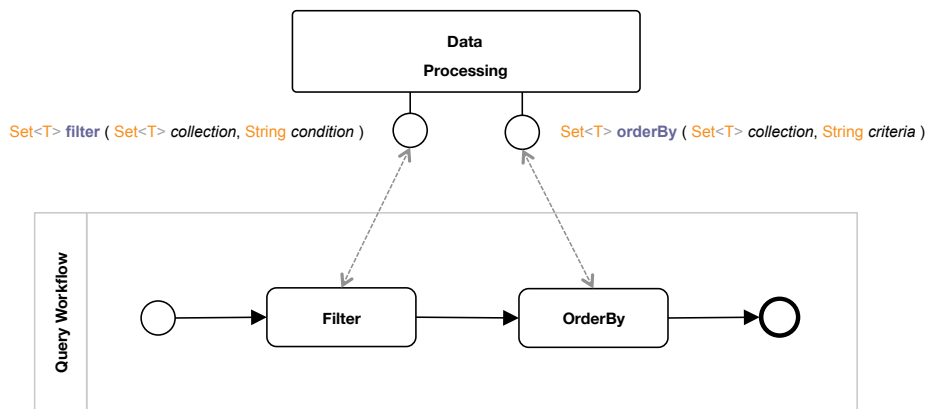 Data
Processing
Set<T> filter ( Set<T> collection, String condition )
Set<T> orderBy ( Set<T> collection, String criteria )
Query Workflow
Filter
OrderBy